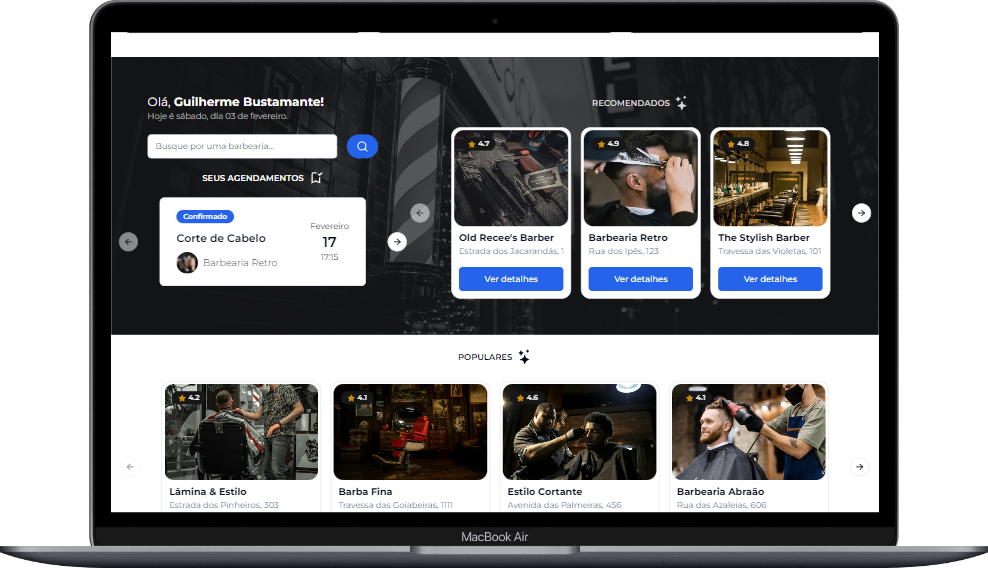 Olá, Guilherme Bustamante!
Hoje é sábado, dia 03 de fevereiro.
Busque por uma barbearia...
SEUS AGENDAMENTOS
Confirmado
Corte de Cabelo
Barbearia Retro
Fevereiro
17
17:15
RECOMENDADOS
4.7
Old Recee's Barber
Estrada dos Jacarandás, 1
Ver detalhes
4.9
Barbearia Retro
Rua dos Ipês, 123
Ver detalhes
4.8
The Stylish Barber
Travessa das Violetas, 101
Ver detalhes
POPULARES
4.2
Lâmina & Estilo
Estrada dos Pinheiros, 303
4.1
Barba Fina
Travessa das Goiabeiras, 1111
4.6
Estilo Cortante
Avenida das Palmeiras, 456
4.1
Barbearia Abraão
Rua das Azaleias, 606
MacBook Air